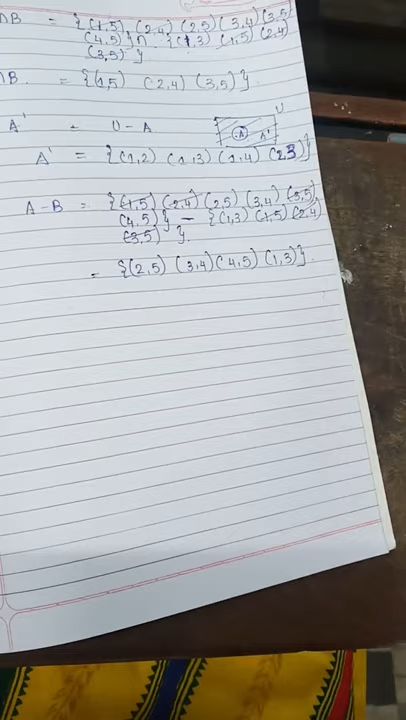 ∩B = {(1,5) (2,4) (2,5) (3,4) (3,5)
(4,5)} ∩ {(1,3) (1,5) (2,4)
(3,5)}
∩B. = {(1,5) (2,4) (3,5)}
A' = U-A
U
A A'
A' = {(1,2) (1,3) (1,4) (2,3)}
A-B = {(1,5) (2,4) (2,5) (3,4) (3,5)
(4,5)} - {(1,3) (1,5) (2,4)
(3,5)}.
= {(2,5) (3,4) (4,5) (1,3)}.